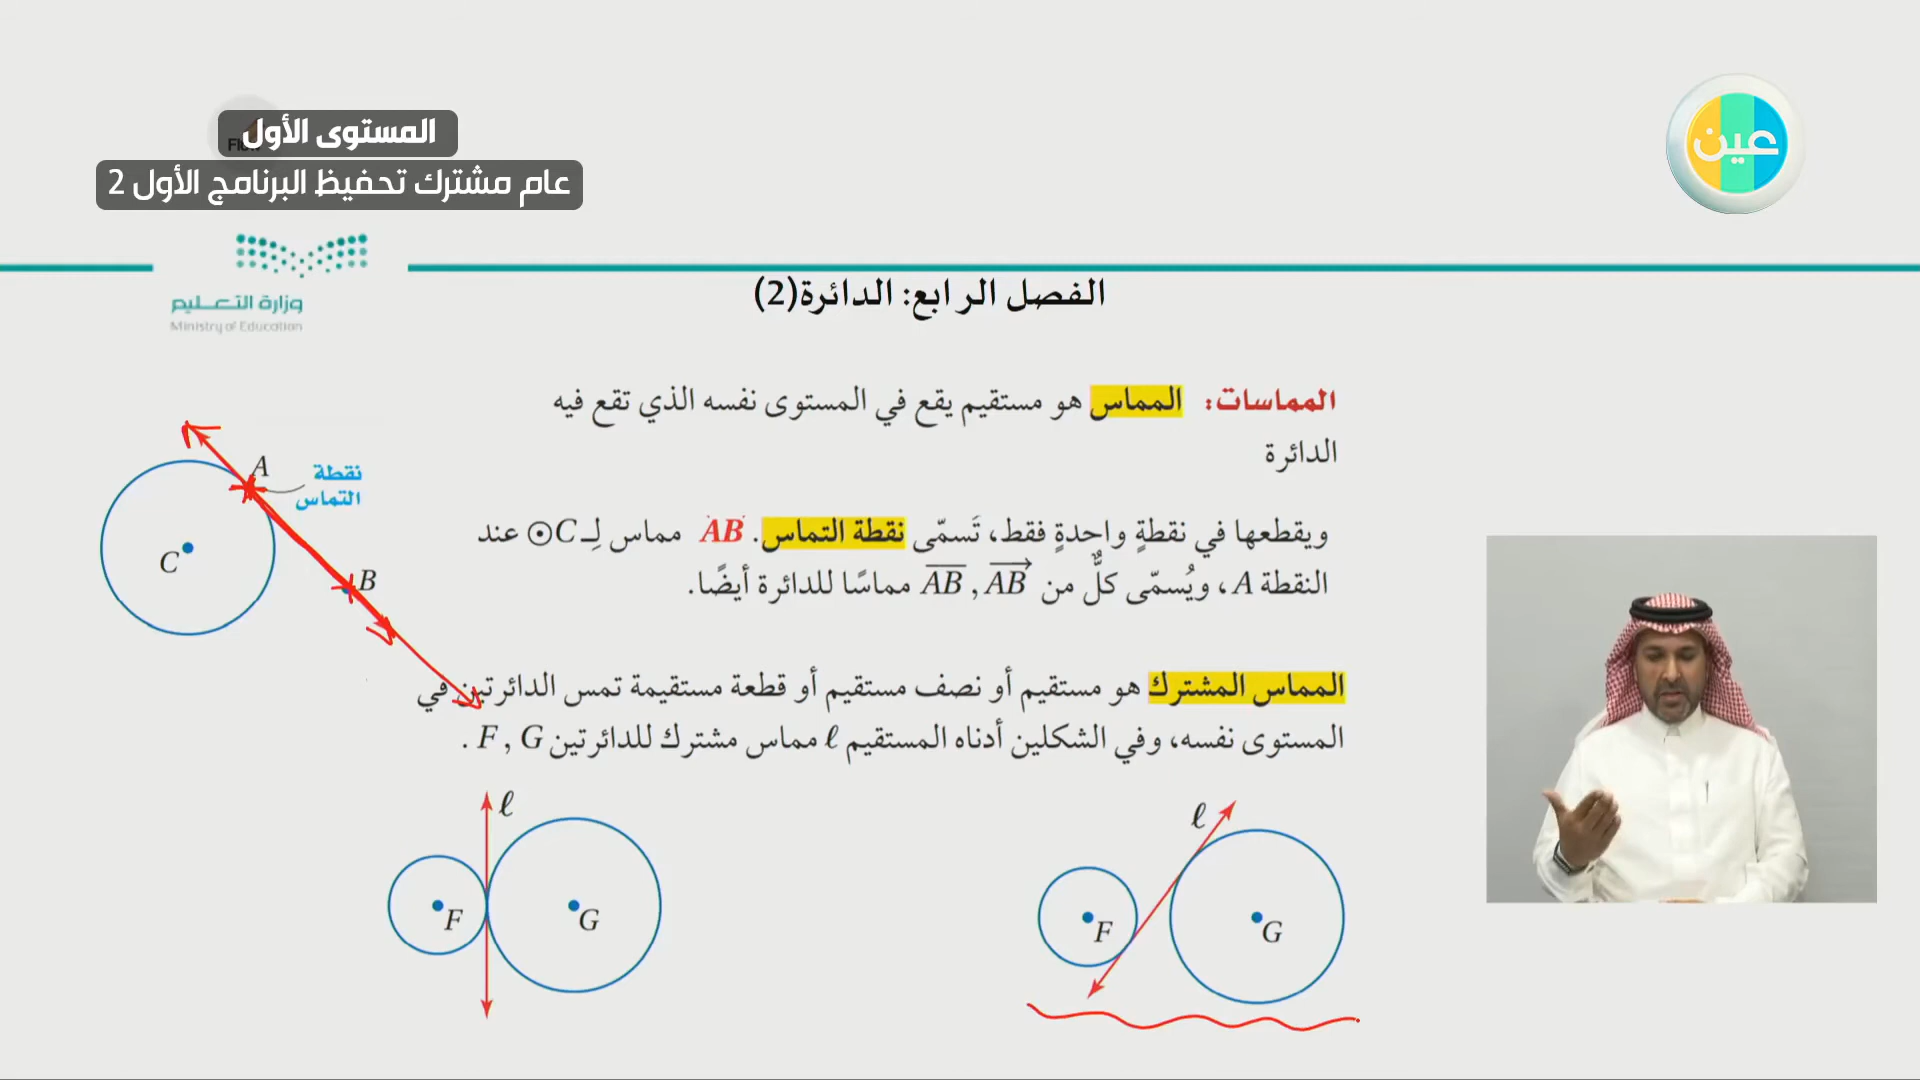 المستوى الأول
عام مشترك تحفيظ البرنامج الأول 2
عين
وزارة التعليم
Ministry of Education
الفصل الرابع: الدائرة(2)
المماسات: المماس هو مستقيم يقع في المستوى نفسه الذي تقع فيه
الدائرة
ويقطعها في نقطةٍ واحدةٍ فقط، تَسمّى نقطة التماس. AB مماس لِـ ⊙C عند
النقطة A، ويُسمّى كلٌّ من AB, AB مماسًا للدائرة أيضًا.
A
نقطة
التماس
C
B
المماس المشترك هو مستقيم أو نصف مستقيم أو قطعة مستقيمة تمس الدائرتين في
المستوى نفسه، وفي الشكلين أدناه المستقيم ℓ مماس مشترك للدائرتين F, G .
ℓ
F
G
ℓ
F
G